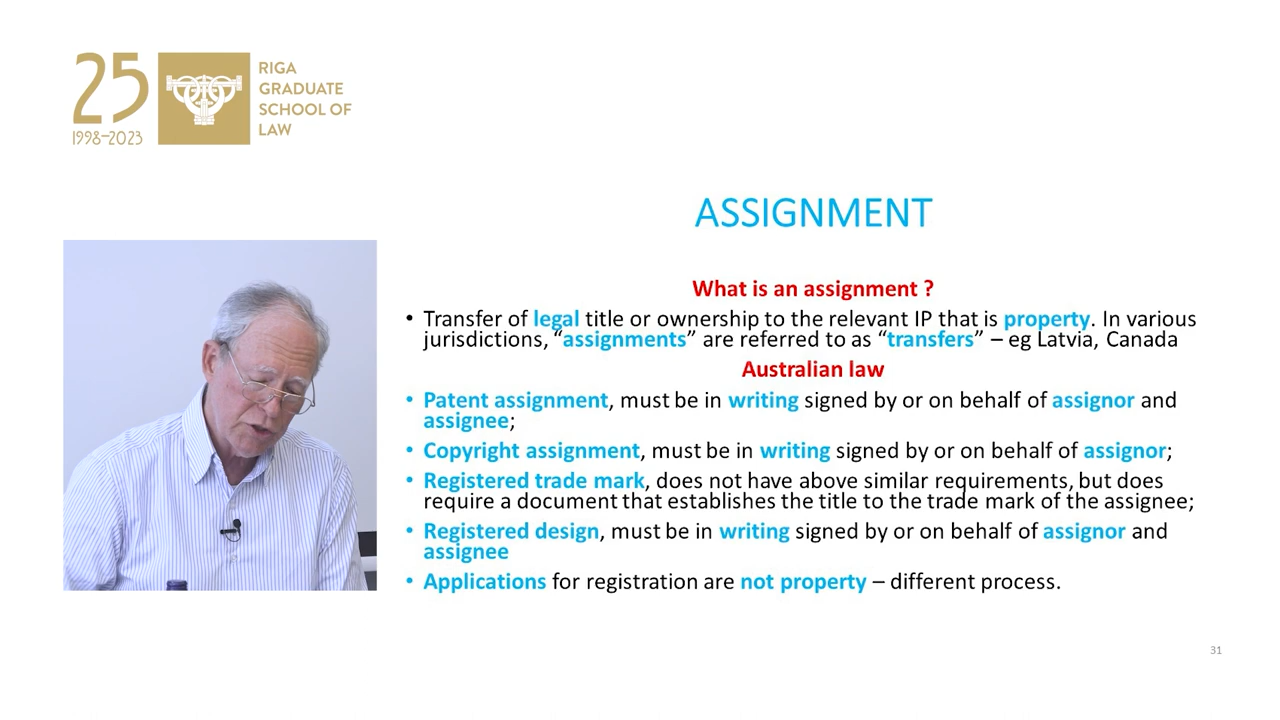 25
1998–2023
RIGA
GRADUATE
SCHOOL OF
LAW
ASSIGNMENT
What is an assignment ?
• Transfer of legal title or ownership to the relevant IP that is property. In various
jurisdictions, “assignments” are referred to as “transfers” – eg Latvia, Canada
Australian law
• Patent assignment, must be in writing signed by or on behalf of assignor and
assignee;
• Copyright assignment, must be in writing signed by or on behalf of assignor;
• Registered trade mark, does not have above similar requirements, but does
require a document that establishes the title to the trade mark of the assignee;
• Registered design, must be in writing signed by or on behalf of assignor and
assignee
• Applications for registration are not property – different process.
31